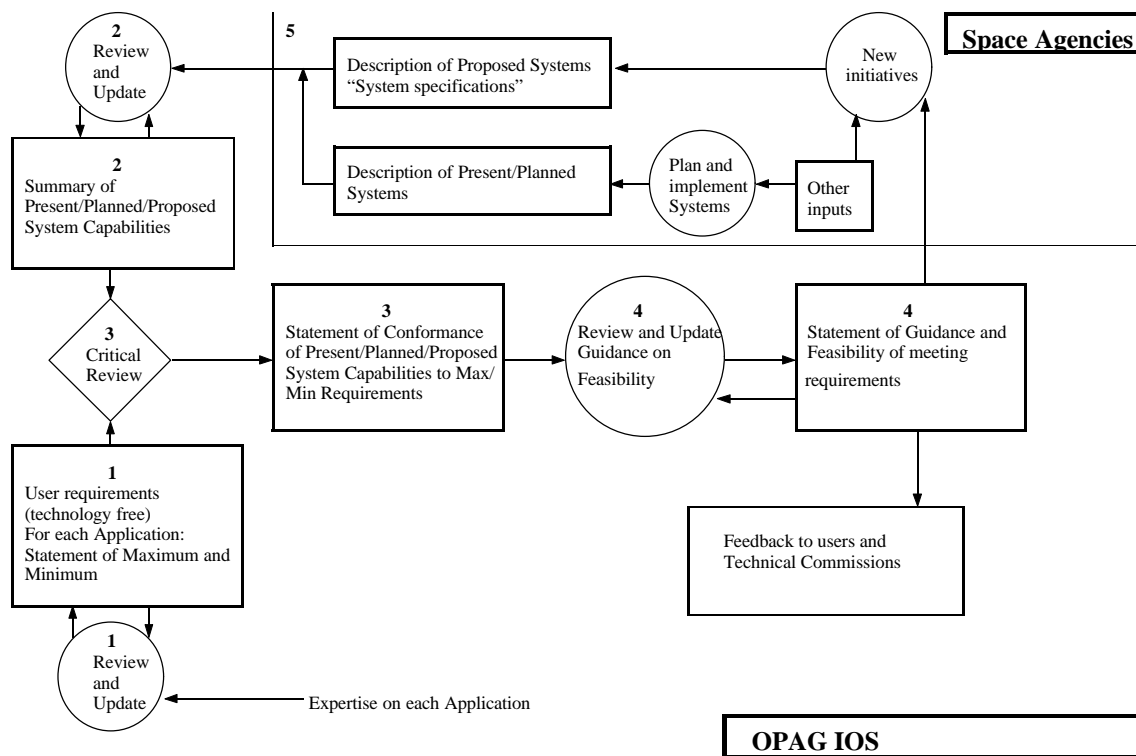 2
Review
and
Update
5
Description of Proposed Systems
“System specifications”
New
initiatives
Space Agencies
2
Summary of
Present/Planned/Proposed
System Capabilities
Description of Present/Planned
Systems
Plan and
implement
Systems
Other
inputs
3
Critical
Review
3
Statement of Conformance
of Present/Planned/Proposed
System Capabilities to Max/
Min Requirements
4
Review and Update
Guidance on
Feasibility
4
Statement of Guidance and
Feasibility of meeting
requirements
1
User requirements
(technology free)
For each Application:
Statement of Maximum and
Minimum
Feedback to users and
Technical Commissions
1
Review
and
Update
Expertise on each Application
OPAG IOS